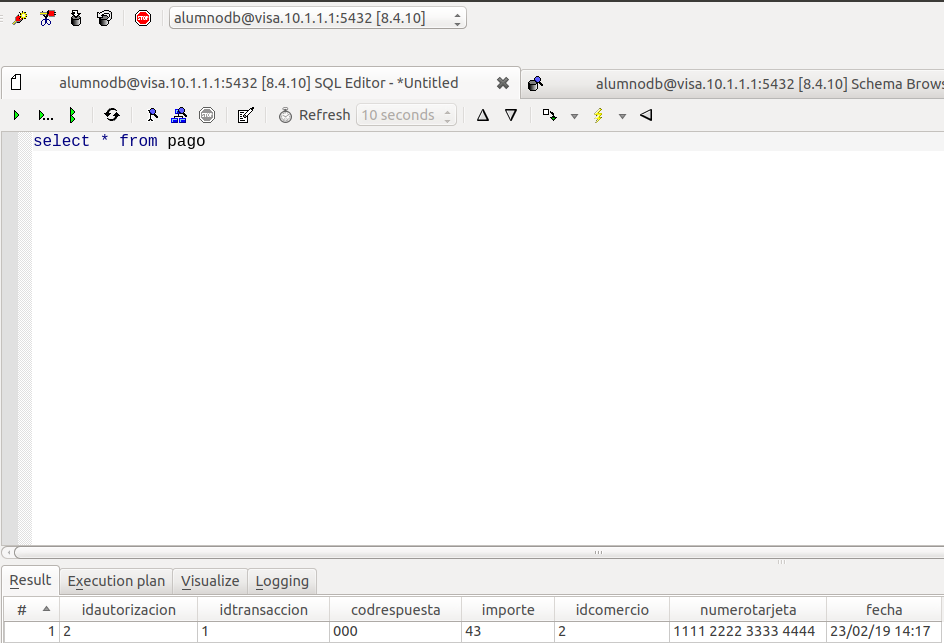 alumnodb@visa.10.1.1.1:5432 [8.4.10]
alumnodb@visa.10.1.1.1:5432 [8.4.10] SQL Editor - *Untitled
alumnodb@visa.10.1.1.1:5432 [8.4.10] Schema Brows
Refresh 10 seconds
select * from pago
Result Execution plan Visualize Logging
# idautorizacion idtransaccion codrespuesta importe idcomercio numerotarjeta fecha
1 2 1 000 43 2 1111 2222 3333 4444 23/02/19 14:17